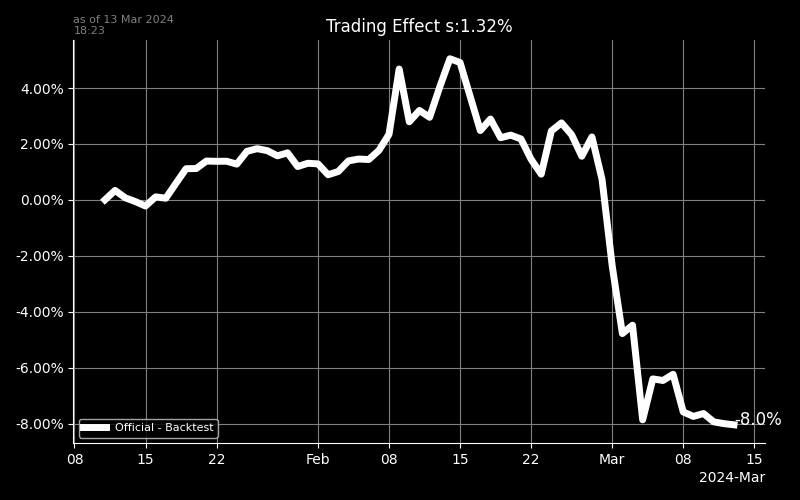 as of 13 Mar 2024
18:23
Trading Effect s:1.32%
4.00%
2.00%
0.00%
-2.00%
-4.00%
-6.00%
-8.00%
Official - Backtest
-8.0%
08 15 22 Feb 08 15 22 Mar 08 15
2024-Mar